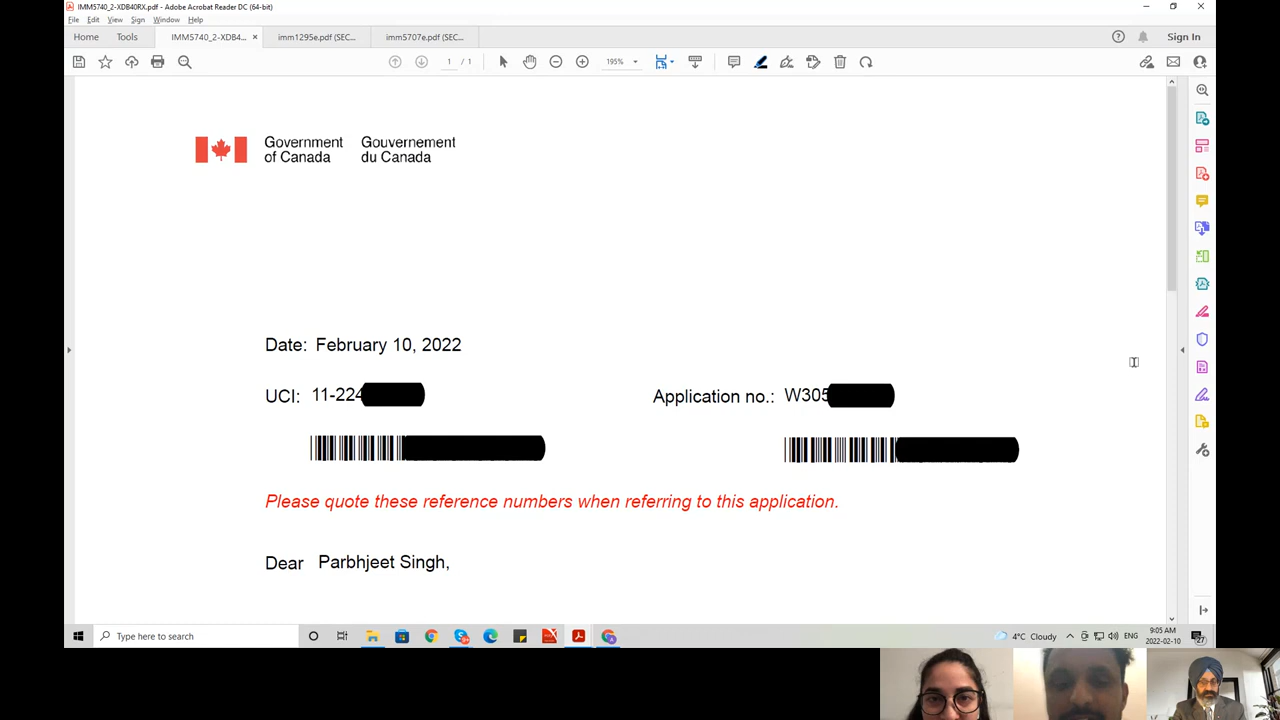 IMM5740_2-XDB40RX.pdf - Adobe Acrobat Reader DC (64-bit)
File Edit View Sign Window Help
Home Tools IMM5740_2-XDB4... × imm1295e.pdf (SEC... imm5707e.pdf (SEC... Sign In
1 / 1 195%
Government Gouvernement
of Canada du Canada
Date: February 10, 2022
UCI: 11-224 Application no.: W305
Please quote these reference numbers when referring to this application.
Dear Parbhjeet Singh,
Type here to search 4°C Cloudy ENG 9:05 AM
2022-02-10 27